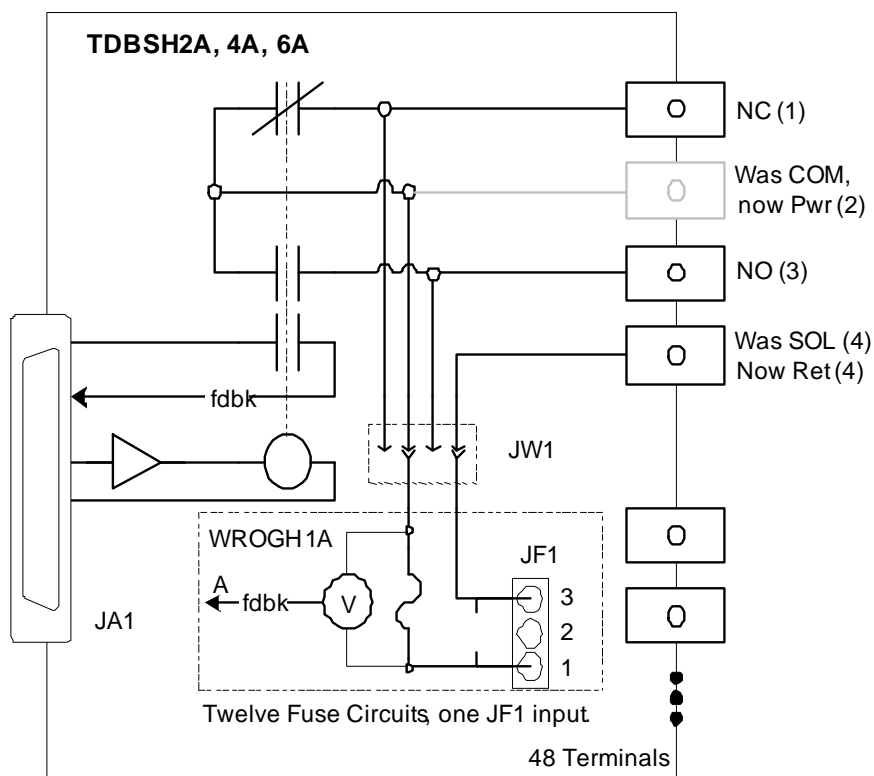 TDBSH2A, 4A, 6A
NC (1)
Was COM,
now Pwr (2)
NO (3)
Was SOL (4)
Now Ret (4)
fdbk
JW1
WROGH1A
JF1
A
fdbk
V
3
2
1
JA1
Twelve Fuse Circuits, one JF1 input.
48 Terminals